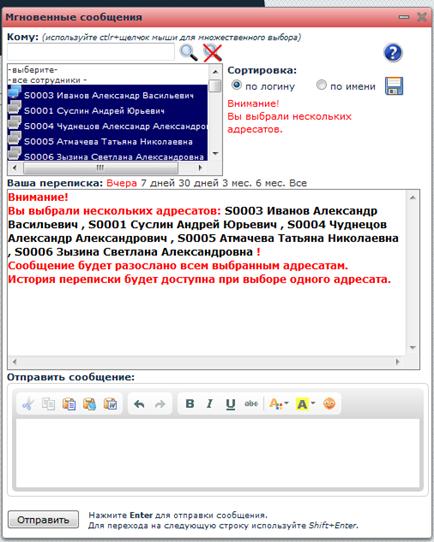 Мгновенные сообщения
Кому: (используйте ctlr+щелчок мыши для множественного выбора)
-выберите-
-все сотрудники -
S0003 Иванов Александр Васильевич
S0001 Суслин Андрей Юрьевич
S0004 Чуднецов Александр Александро
S0005 Атмачева Татьяна Николаевна
S0006 Зызина Светлана Александровна
Сортировка:
по логину по имени
Внимание!
Вы выбрали нескольких
адресатов.
Ваша переписка: Вчера 7 дней 30 дней 3 мес. 6 мес. Все
Внимание!
Вы выбрали нескольких адресатов: S0003 Иванов Александр
Васильевич , S0001 Суслин Андрей Юрьевич , S0004 Чуднецов
Александр Александрович , S0005 Атмачева Татьяна Николаевна
, S0006 Зызина Светлана Александровна !
Сообщение будет разослано всем выбранным адресатам.
История переписки будет доступна при выборе одного адресата.
Отправить сообщение:
B I U abc A A
Отправить
Нажмите Enter для отправки сообщения.
Для перехода на следующую строку используйте Shift+Enter.